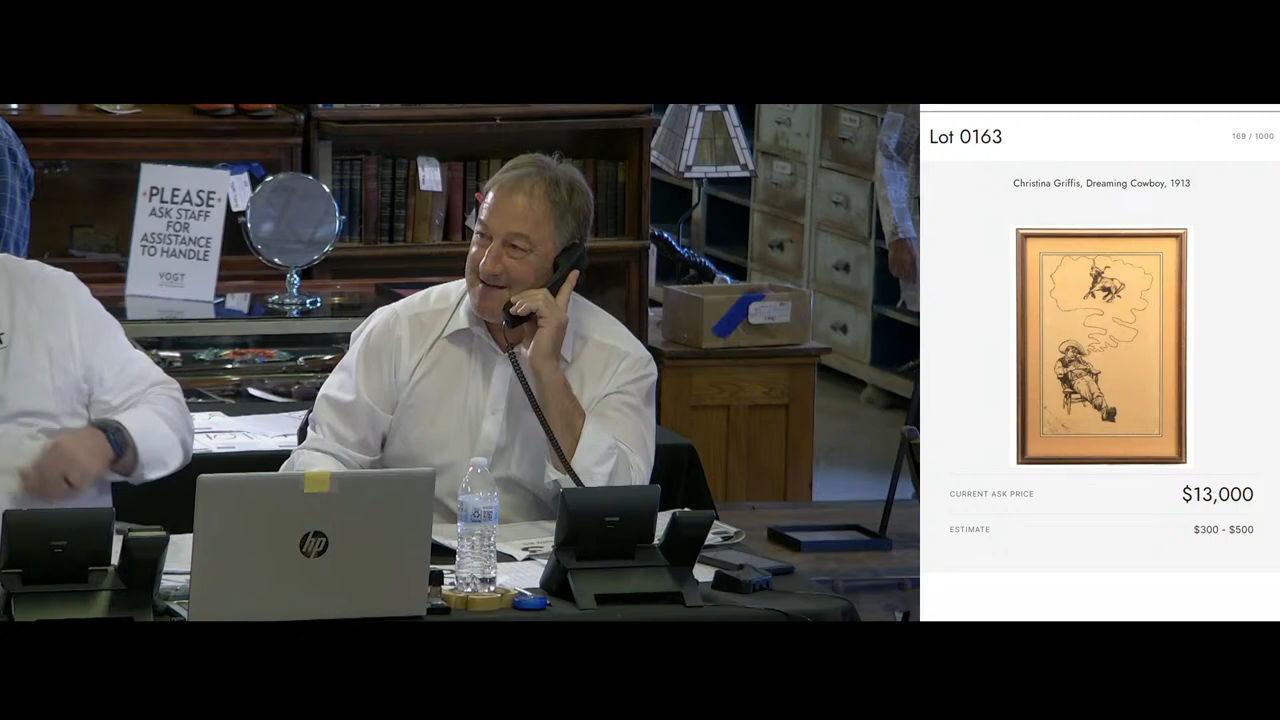 PLEASE
ASK STAFF
FOR
ASSISTANCE
TO HANDLE
VOGT
hp
Lot 0163
169 / 1000
Christina Griffis, Dreaming Cowboy, 1913
CURRENT ASK PRICE
$13,000
ESTIMATE
$300 - $500